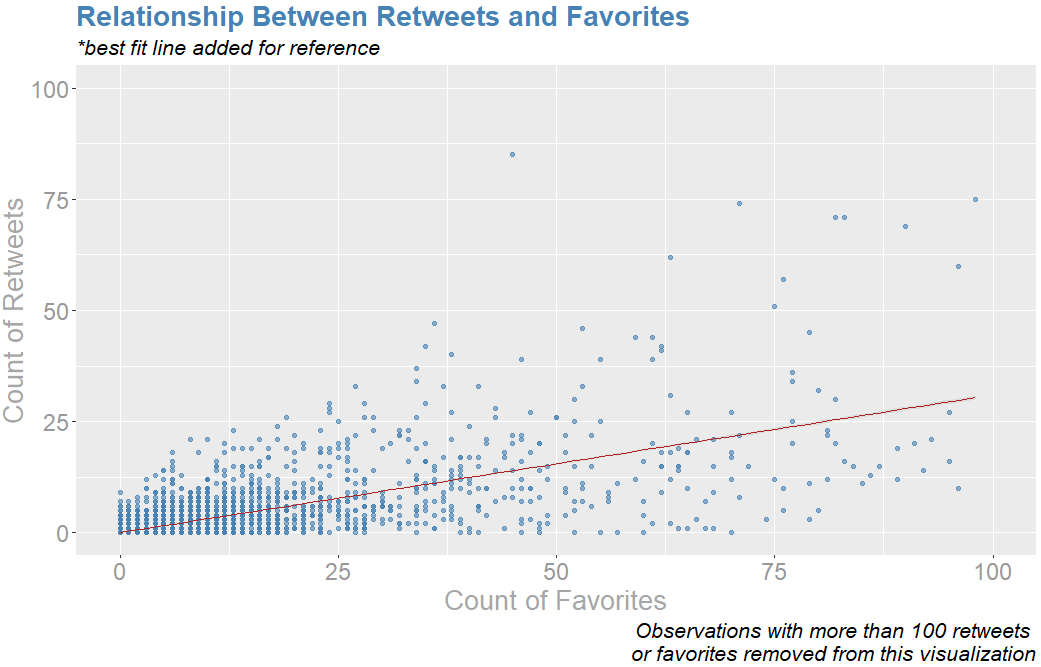 Relationship Between Retweets and Favorites
*best fit line added for reference
Count of Retweets
100
75
50
25
0
0 25 50 75 100
Count of Favorites
Observations with more than 100 retweets
or favorites removed from this visualization